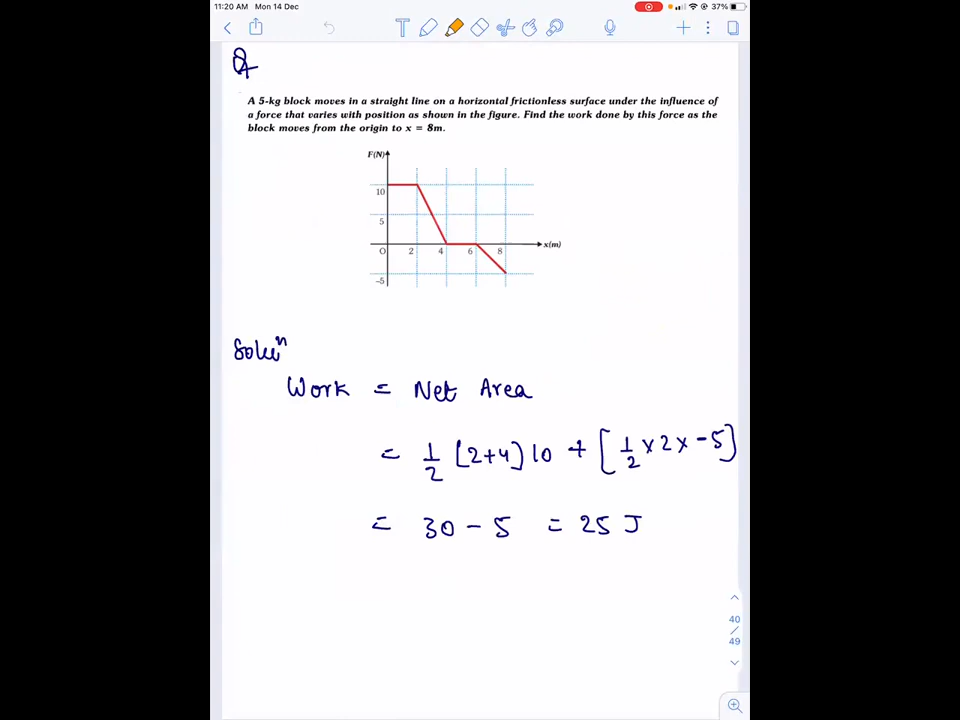 11:20 AM Mon 14 Dec
37%
Q
A 5-kg block moves in a straight line on a horizontal frictionless surface under the influence of
a force that varies with position as shown in the figure. Find the work done by this force as the
block moves from the origin to x = 8m.
F(N)
10
5
O 2 4 6 8 x(m)
-5
Soluⁿ
Work = Net Area
= 1/2 [2+4) 10 + [1/2 × 2 × -5]
= 30 - 5 = 25 J
40
/
49